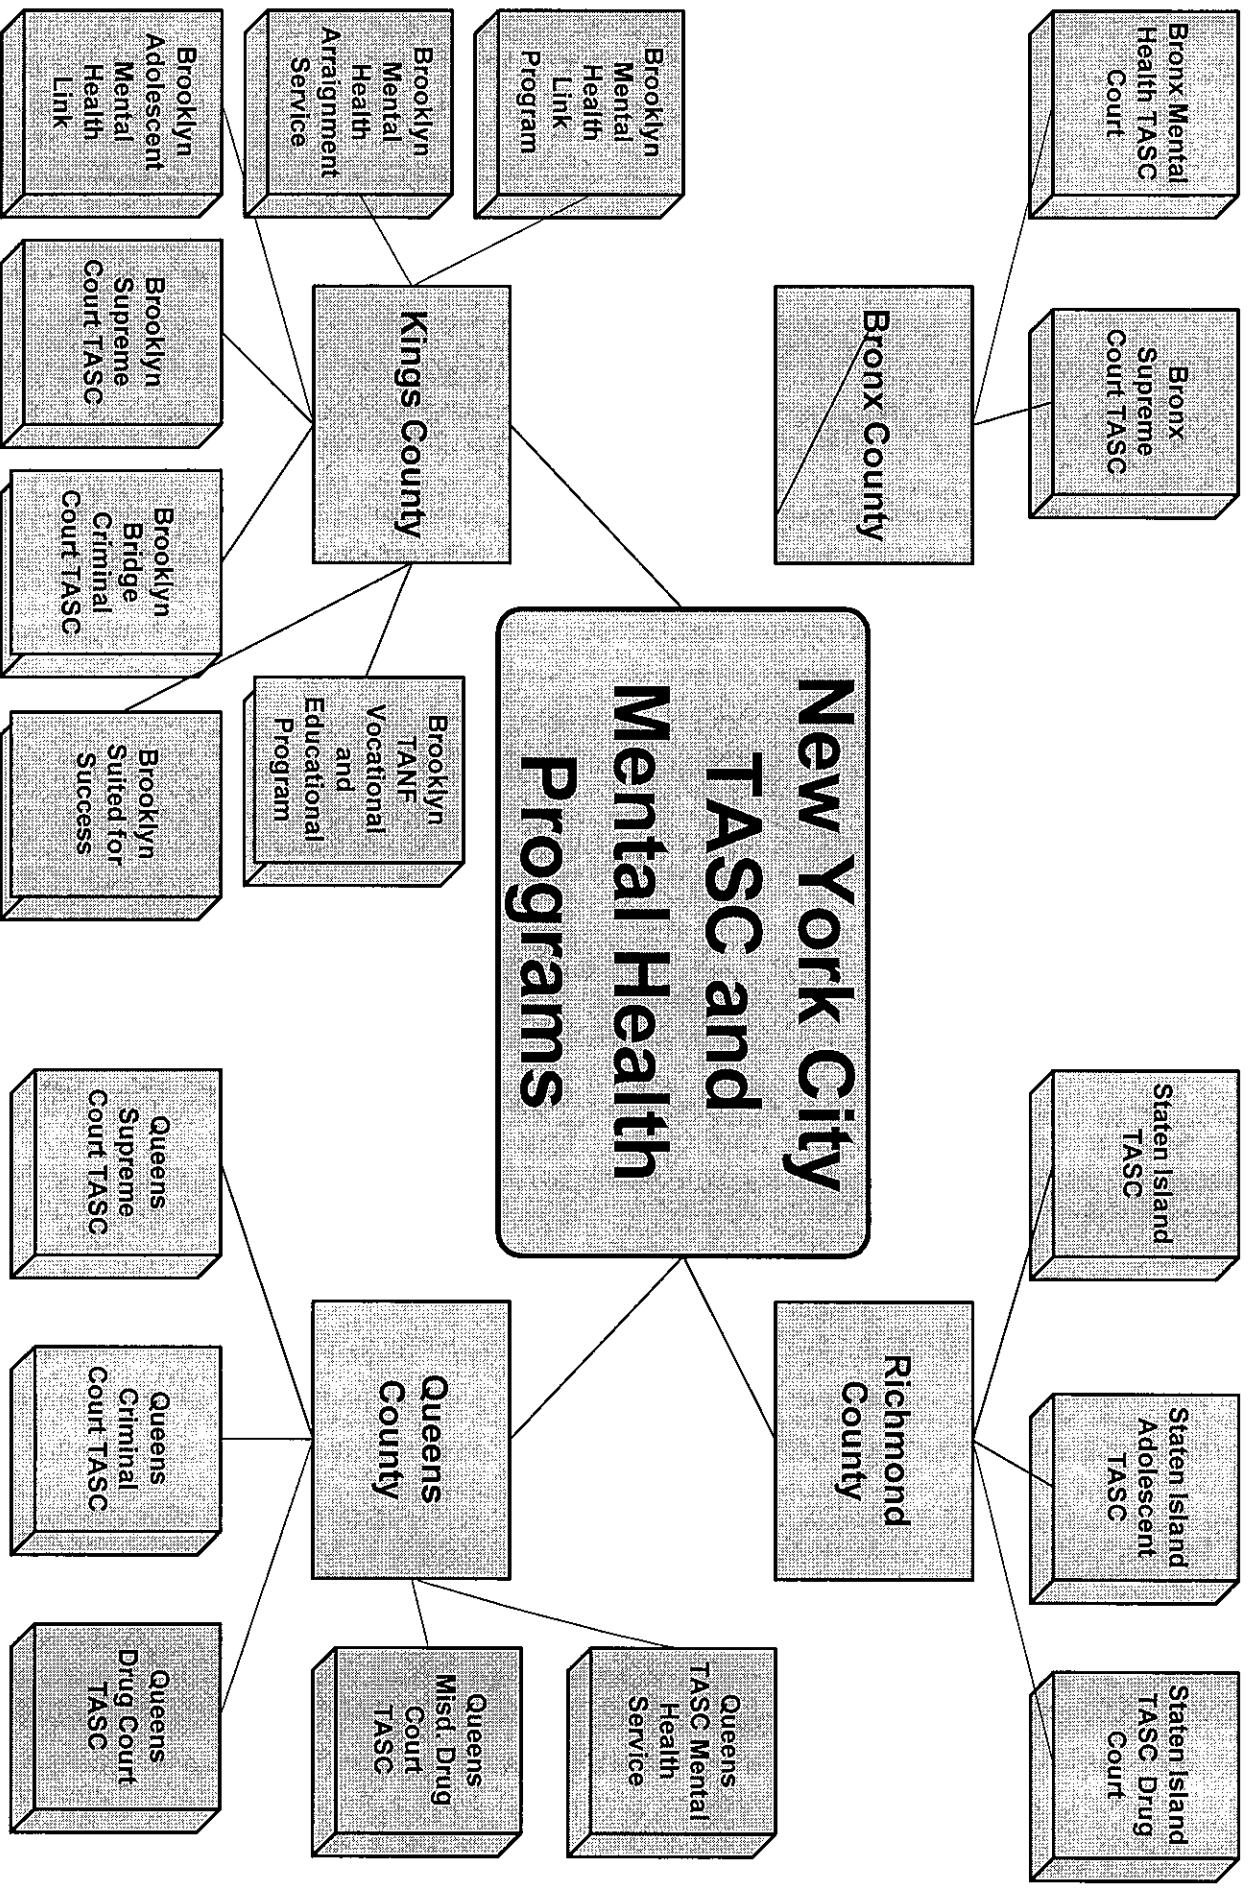 Bronx Mental
Health TASC
Court
Bronx
Supreme
Court TASC
Staten Island
TASC
Staten Island
Adolescent
TASC
Staten Island
TASC Drug
Court
Bronx County
Richmond
County
New York City
TASC and
Mental Health
Programs
Brooklyn
Mental
Health
Link
Program
Brooklyn
Mental
Health
Arraignment
Service
Kings County
Brooklyn
TANF
Vocational
and
Educational
Program
Queens
County
Queens
TASC Mental
Health
Service
Queens
Misd. Drug
Court
TASC
Brooklyn
Adolescent
Mental
Health
Link
Brooklyn
Supreme
Court TASC
Brooklyn
Bridge
Criminal
Court TASC
Brooklyn
Suited for
Success
Queens
Supreme
Court TASC
Queens
Criminal
Court TASC
Queens
Drug Court
TASC